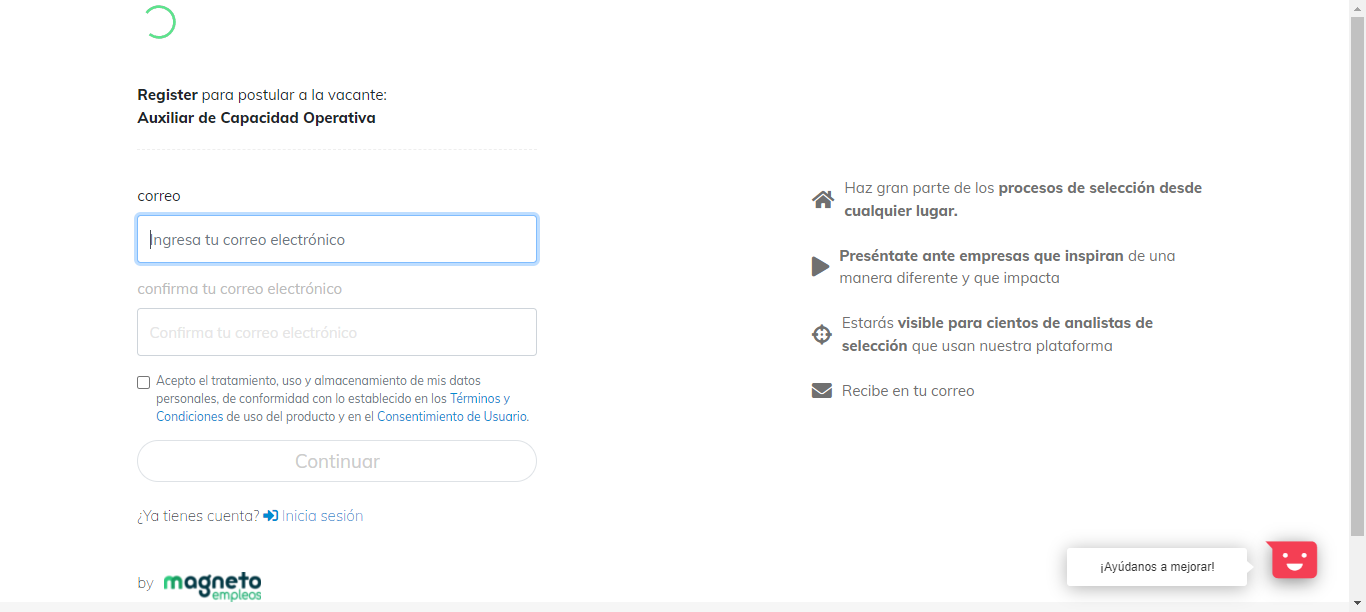 Register para postular a la vacante:
Auxiliar de Capacidad Operativa
correo
Ingresa tu correo electrónico
confirma tu correo electrónico
Confirma tu correo electrónico
Acepto el tratamiento, uso y almacenamiento de mis datos
personales, de conformidad con lo establecido en los Términos y
Condiciones de uso del producto y en el Consentimiento de Usuario.
Continuar
¿Ya tienes cuenta? Inicia sesión
by magneto
empleos
Haz gran parte de los procesos de selección desde
cualquier lugar.
Preséntate ante empresas que inspiran de una
manera diferente y que impacta
Estarás visible para cientos de analistas de
selección que usan nuestra plataforma
Recibe en tu correo
¡Ayúdanos a mejorar!